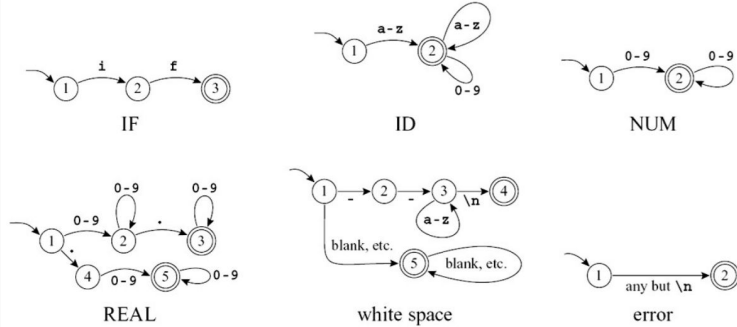 i f
1 2 3
IF
a-z a-z
1 2
0-9
ID
0-9 0-9
1 2
NUM
0-9 0-9
0-9 .
1 2 3
.
4 5 0-9
0-9
REAL
1 2 3 4
- - \n
a-z
blank, etc.
5 blank, etc.
white space
1 2
any but \n
error